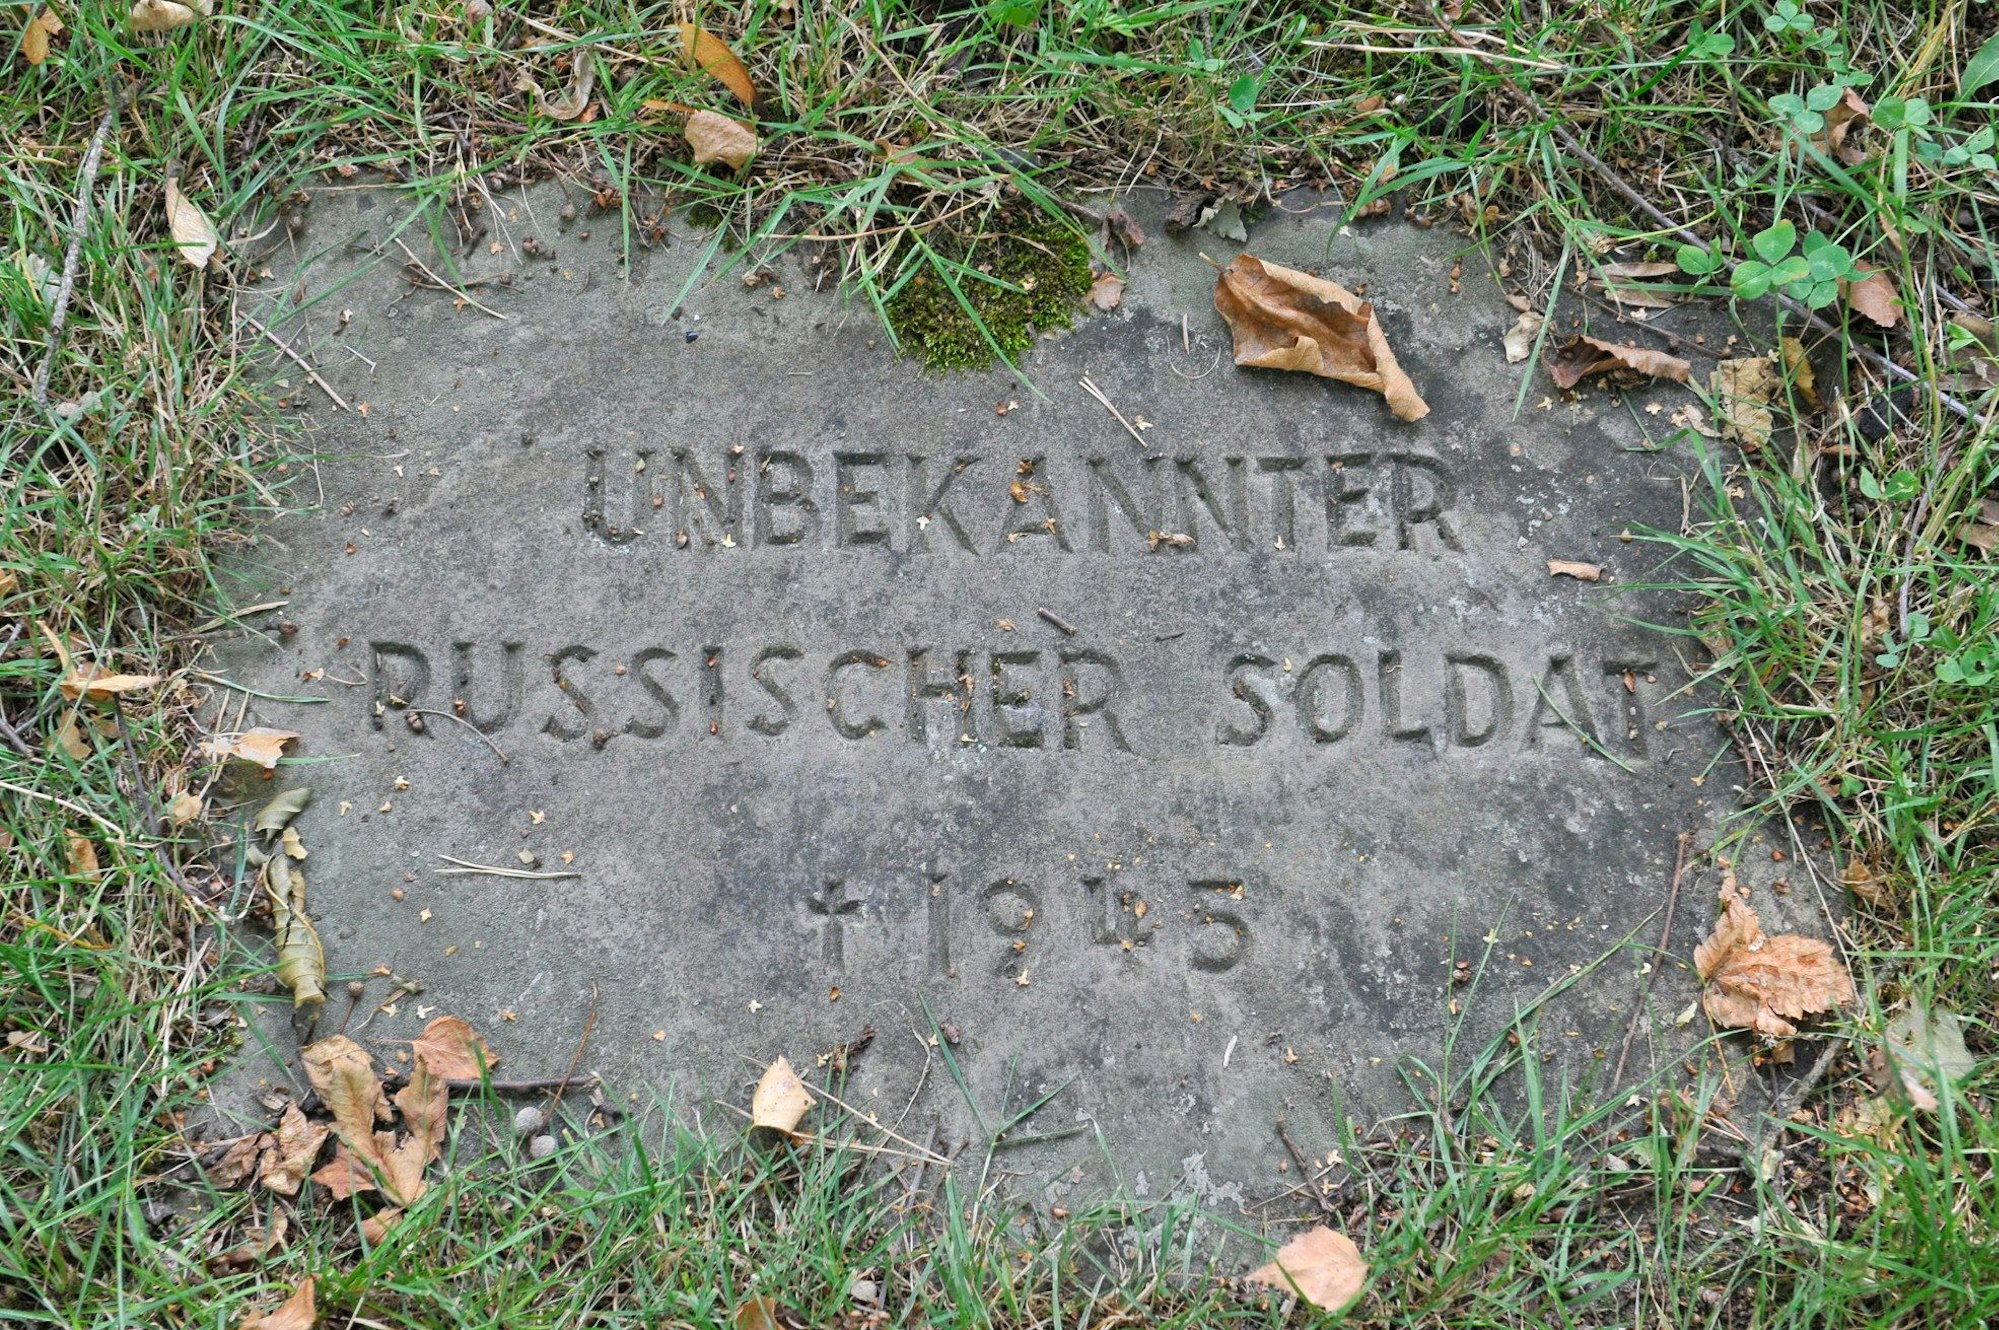 UNBEKANNTER
RUSSISCHER SOLDAT
† 1945